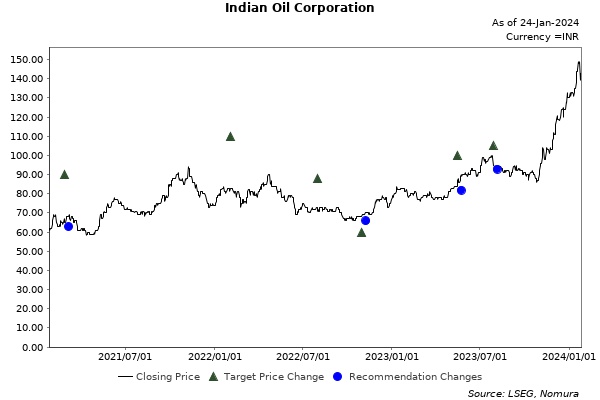 Indian Oil Corporation
As of 24-Jan-2024
Currency =INR
150.00
140.00
130.00
120.00
110.00
100.00
90.00
80.00
70.00
60.00
50.00
40.00
30.00
20.00
10.00
0.00
2021/07/01 2022/01/01 2022/07/01 2023/01/01 2023/07/01 2024/01/01
Closing Price Target Price Change Recommendation Changes
Source: LSEG, Nomura